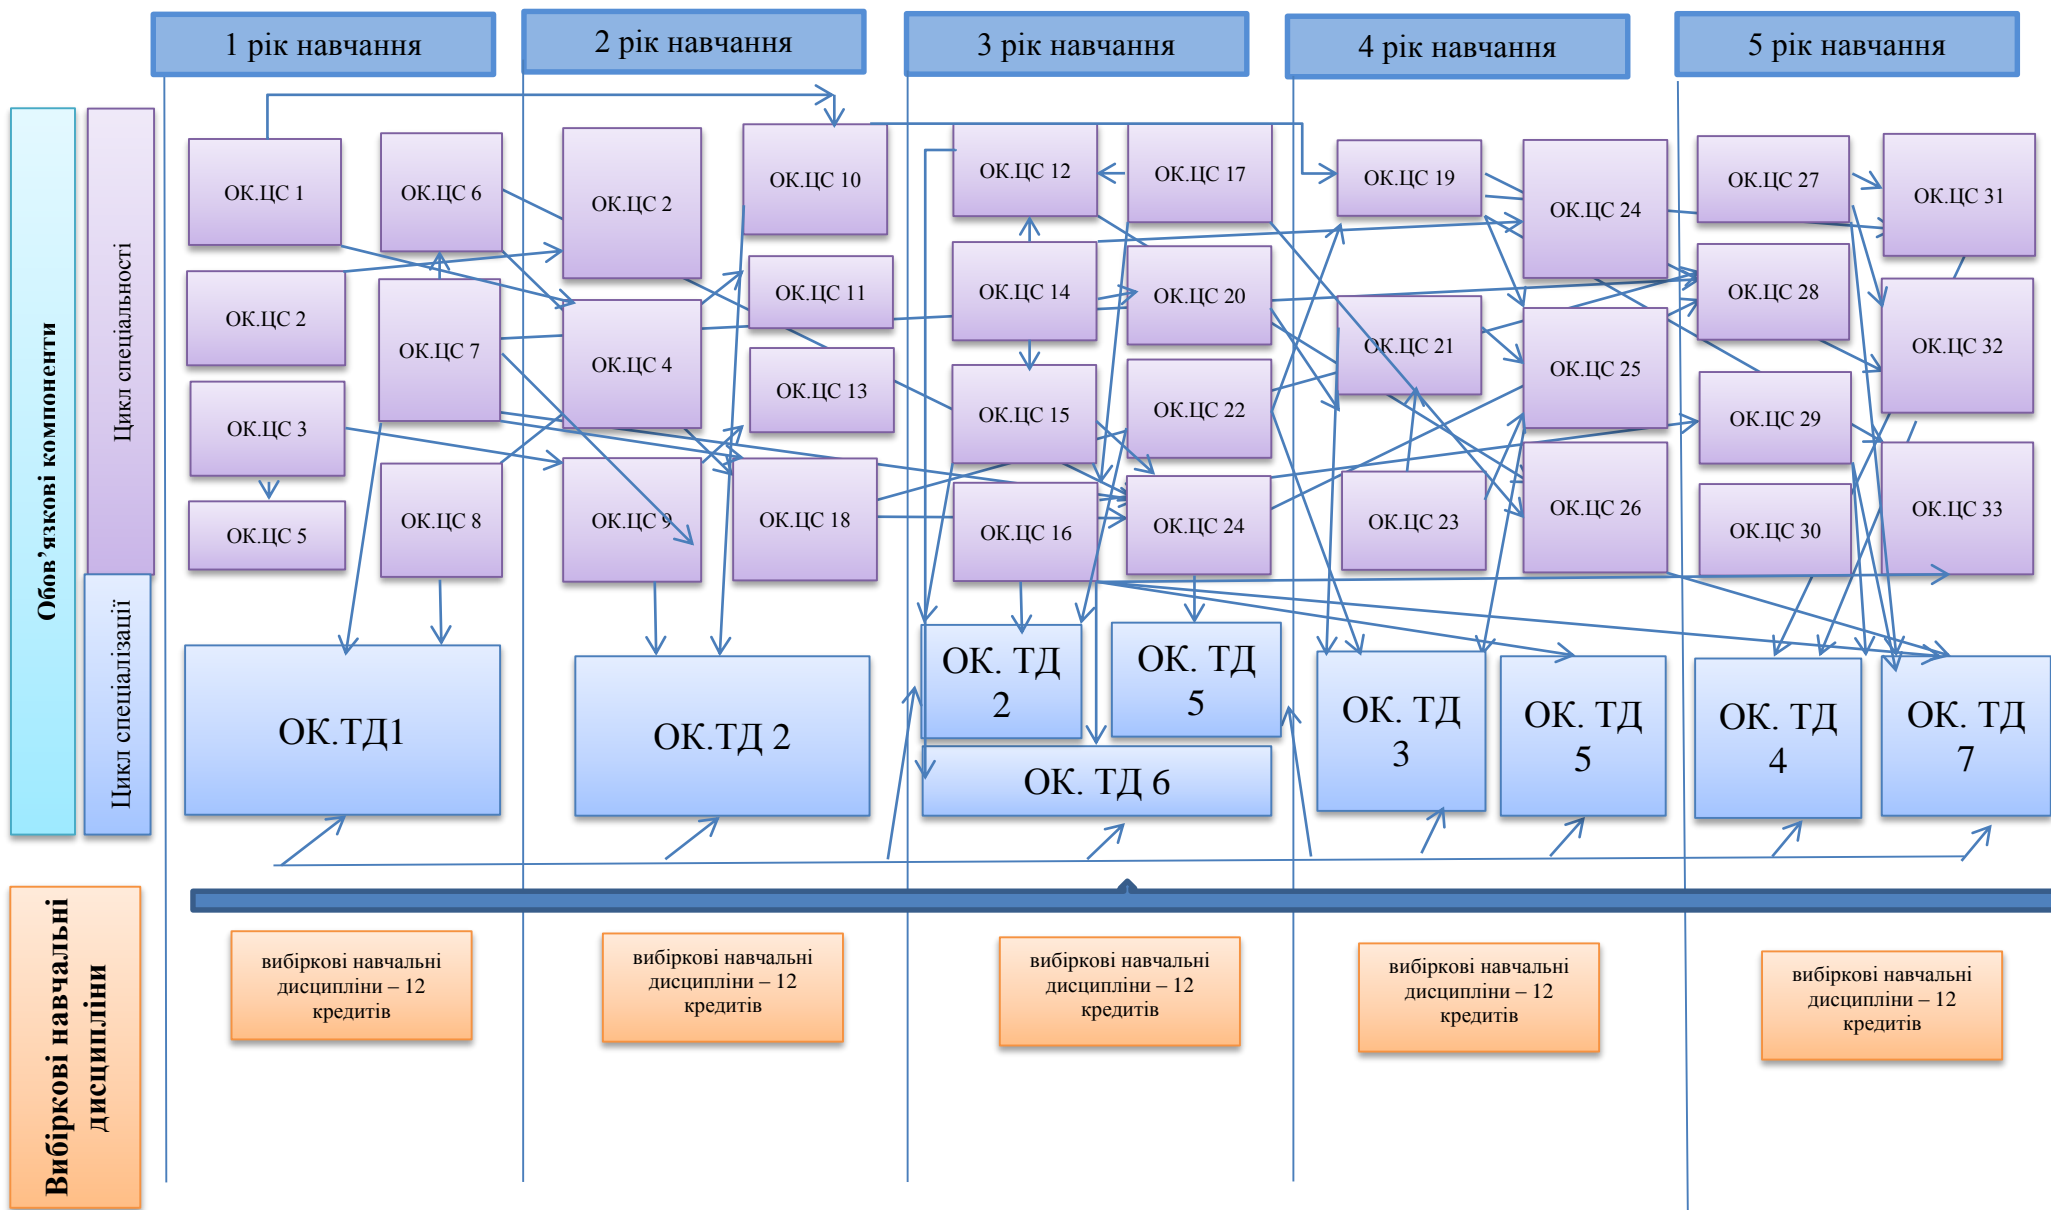 1 рік навчання
2 рік навчання
3 рік навчання
4 рік навчання
5 рік навчання
Обов’язкові компоненти
Цикл спеціальності
Цикл спеціалізації
ОК.ЦС 1
ОК.ЦС 2
ОК.ЦС 3
ОК.ЦС 5
ОК.ЦС 6
ОК.ЦС 7
ОК.ЦС 8
ОК.ЦС 2
ОК.ЦС 4
ОК.ЦС 9
ОК.ЦС 10
ОК.ЦС 11
ОК.ЦС 13
ОК.ЦС 18
ОК.ЦС 12
ОК.ЦС 14
ОК.ЦС 15
ОК.ЦС 16
ОК.ЦС 17
ОК.ЦС 20
ОК.ЦС 22
ОК.ЦС 24
ОК.ЦС 19
ОК.ЦС 21
ОК.ЦС 23
ОК.ЦС 24
ОК.ЦС 25
ОК.ЦС 26
ОК.ЦС 27
ОК.ЦС 28
ОК.ЦС 29
ОК.ЦС 30
ОК.ЦС 31
ОК.ЦС 32
ОК.ЦС 33
ОК.ТД1
ОК.ТД 2
ОК. ТД
2
ОК. ТД
5
ОК. ТД 6
ОК. ТД
3
ОК. ТД
5
ОК. ТД
4
ОК. ТД
7
Вибіркові навчальні
дисципліни
вибіркові навчальні
дисципліни – 12
кредитів
вибіркові навчальні
дисципліни – 12
кредитів
вибіркові навчальні
дисципліни – 12
кредитів
вибіркові навчальні
дисципліни – 12
кредитів
вибіркові навчальні
дисципліни – 12
кредитів